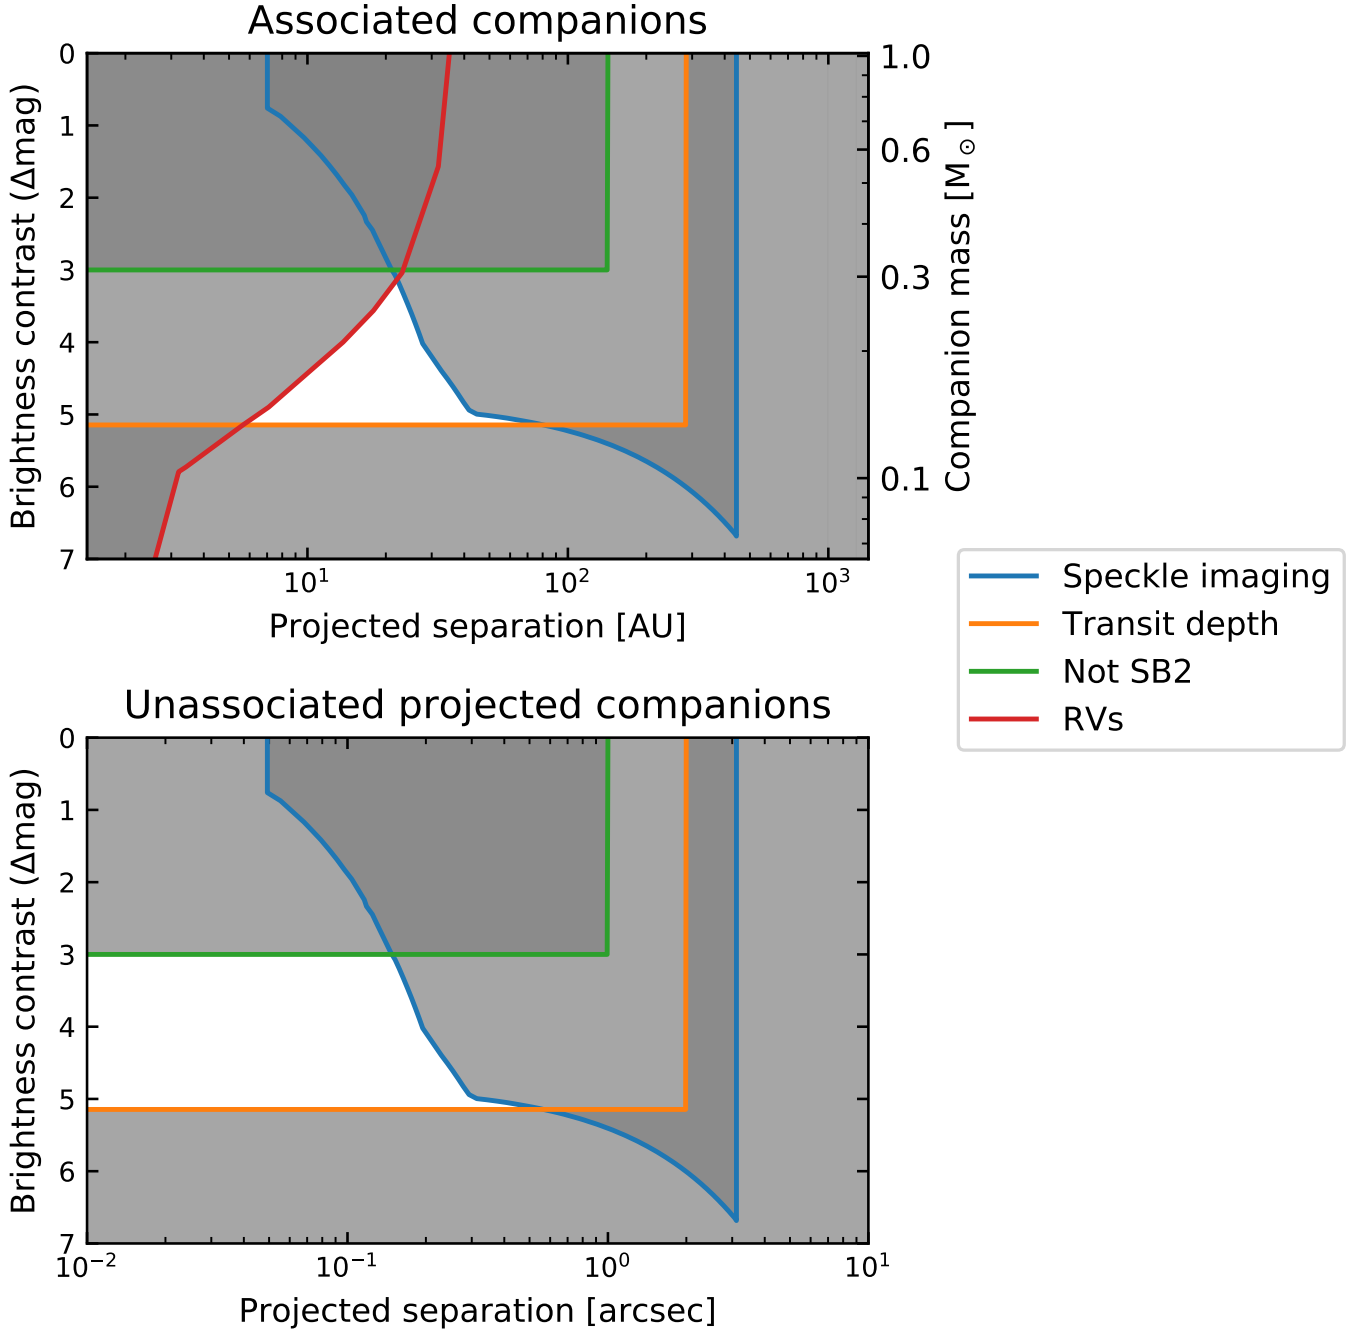 Associated companions
0
1
2
3
4
5
6
7
Brightness contrast (Δmag)
1.0
0.6
0.3
0.1
Companion mass [M⊙]
10¹
10²
10³
Projected separation [AU]
Speckle imaging
Transit depth
Not SB2
RVs
Unassociated projected companions
0
1
2
3
4
5
6
7
Brightness contrast (Δmag)
10⁻²
10⁻¹
10⁰
10¹
Projected separation [arcsec]